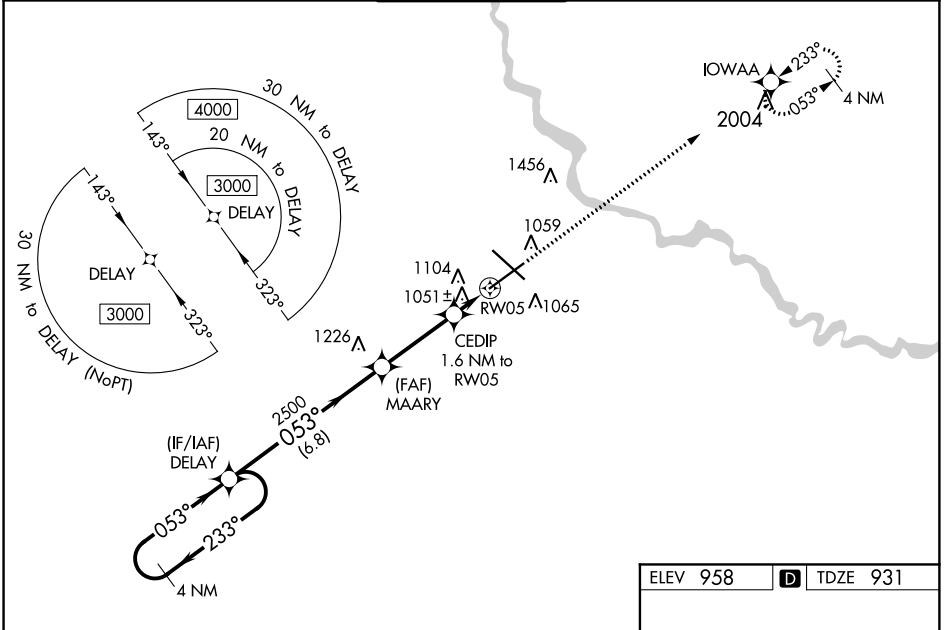 IOWAA
233°
053°
4 NM
2004
30 NM to DELAY
4000
143°
20 NM to DELAY
3000
DELAY
323°
143°
DELAY
3000
323°
30 NM to DELAY (NoPT)
1456
1059
1104
1051±
RW05
1065
CEDIP
1.6 NM to
RW05
1226
(FAF)
MAARY
2500
053°
(6.8)
(IF/IAF)
DELAY
053°
233°
4 NM
ELEV 958 D TDZE 931